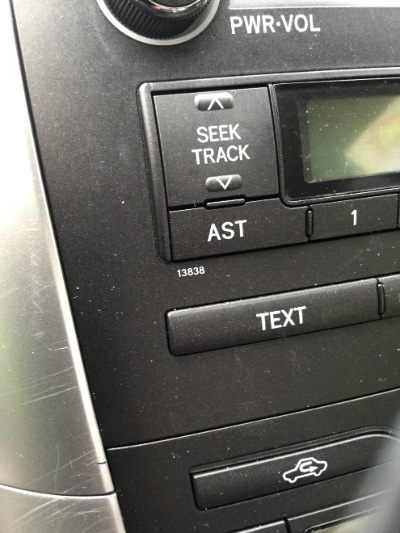 PWR·VOL
SEEK
TRACK
AST
1
13838
TEXT